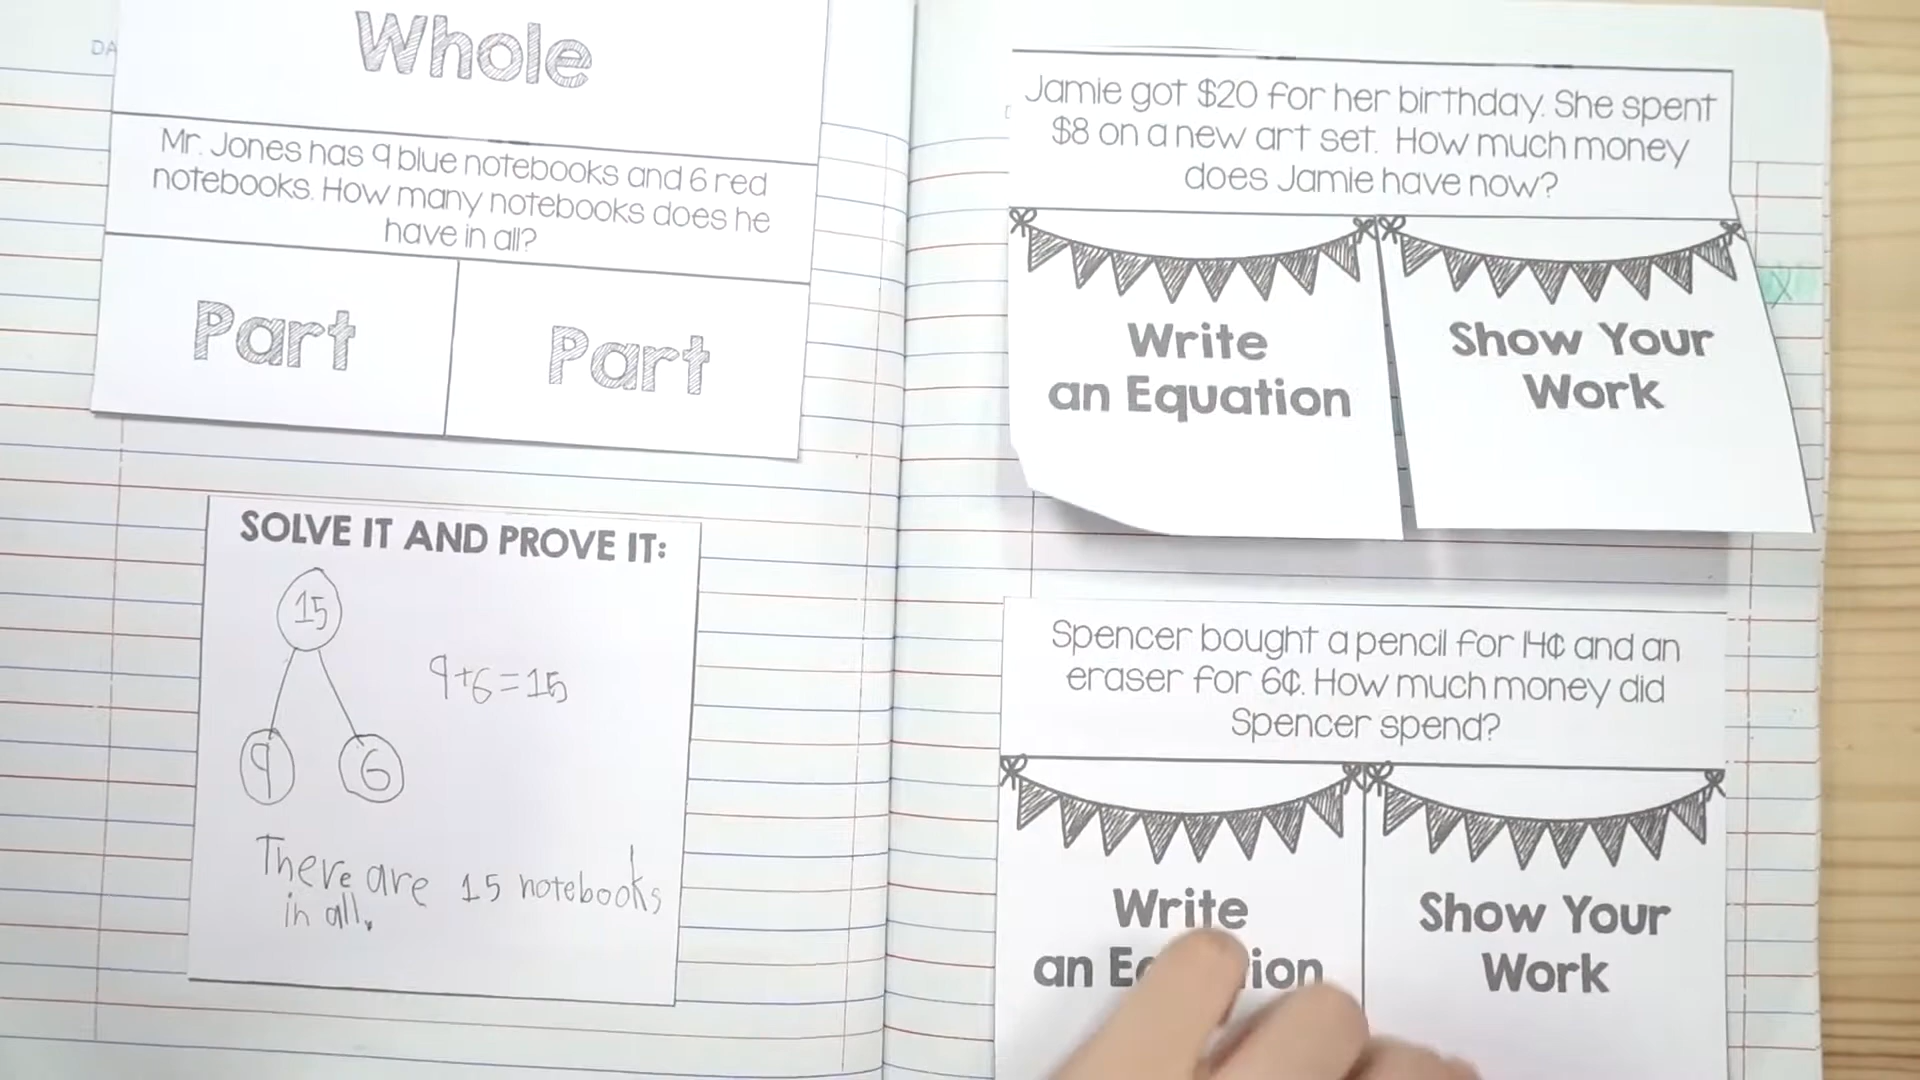 DA
Whole
Mr. Jones has 9 blue notebooks and 6 red
notebooks. How many notebooks does he
have in all?
Part
Part
SOLVE IT AND PROVE IT:
15
9+6=15
9
6
There are 15 notebooks
in all.
Jamie got $20 for her birthday. She spent
$8 on a new art set. How much money
does Jamie have now?
Write
an Equation
Show Your
Work
Spencer bought a pencil for 14¢ and an
eraser for 6¢. How much money did
Spencer spend?
Write
an E ion
Show Your
Work